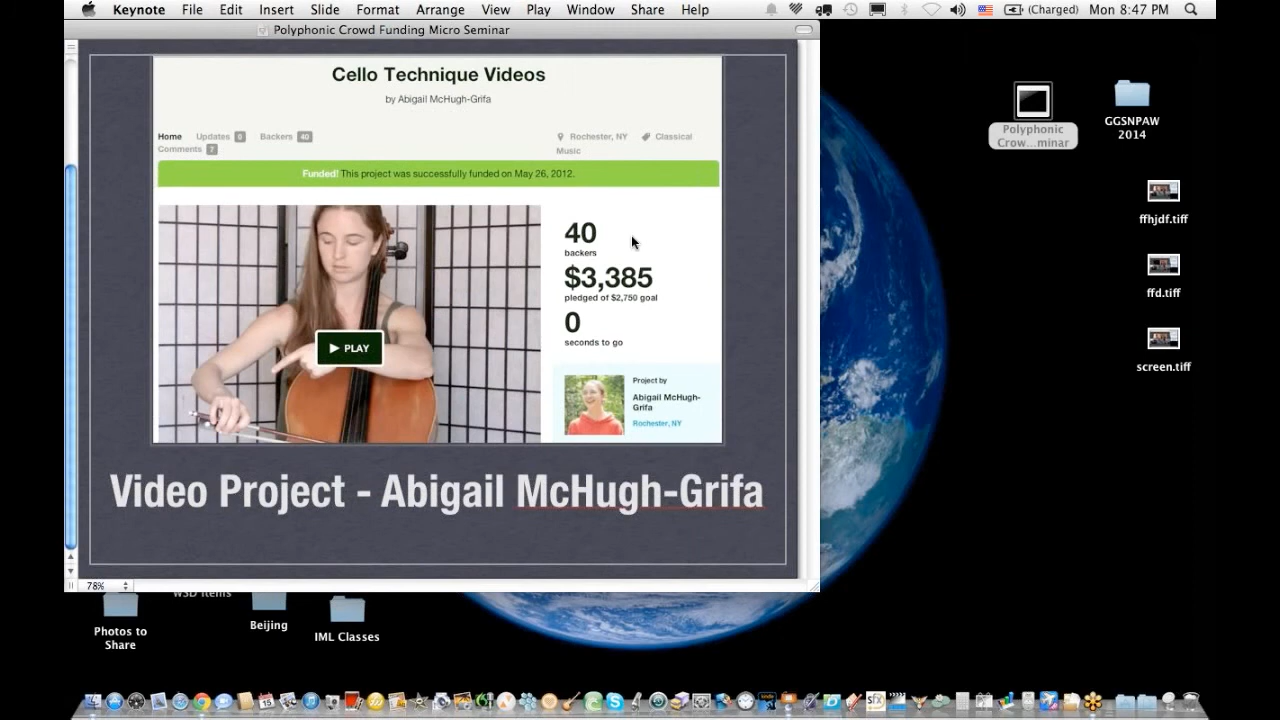 Keynote File Edit Insert Slide Format Arrange View Play Window Share Help (Charged) Mon 8:47 PM
Polyphonic Crowd Funding Micro Seminar
Cello Technique Videos
by Abigail McHugh-Grifa
Home Updates 0 Backers 40
Comments 7
Rochester, NY Classical
Music
Funded! This project was successfully funded on May 26, 2012.
40
backers
$3,385
pledged of $2,750 goal
0
seconds to go
PLAY
Project by
Abigail McHugh-
Grifa
Rochester, NY
Video Project - Abigail McHugh-Grifa
78%
Polyphonic
Crow...minar
GGSNPAW
2014
ffhjdf.tiff
ffd.tiff
screen.tiff
WSD Items
Photos to
Share
Beijing
IML Classes